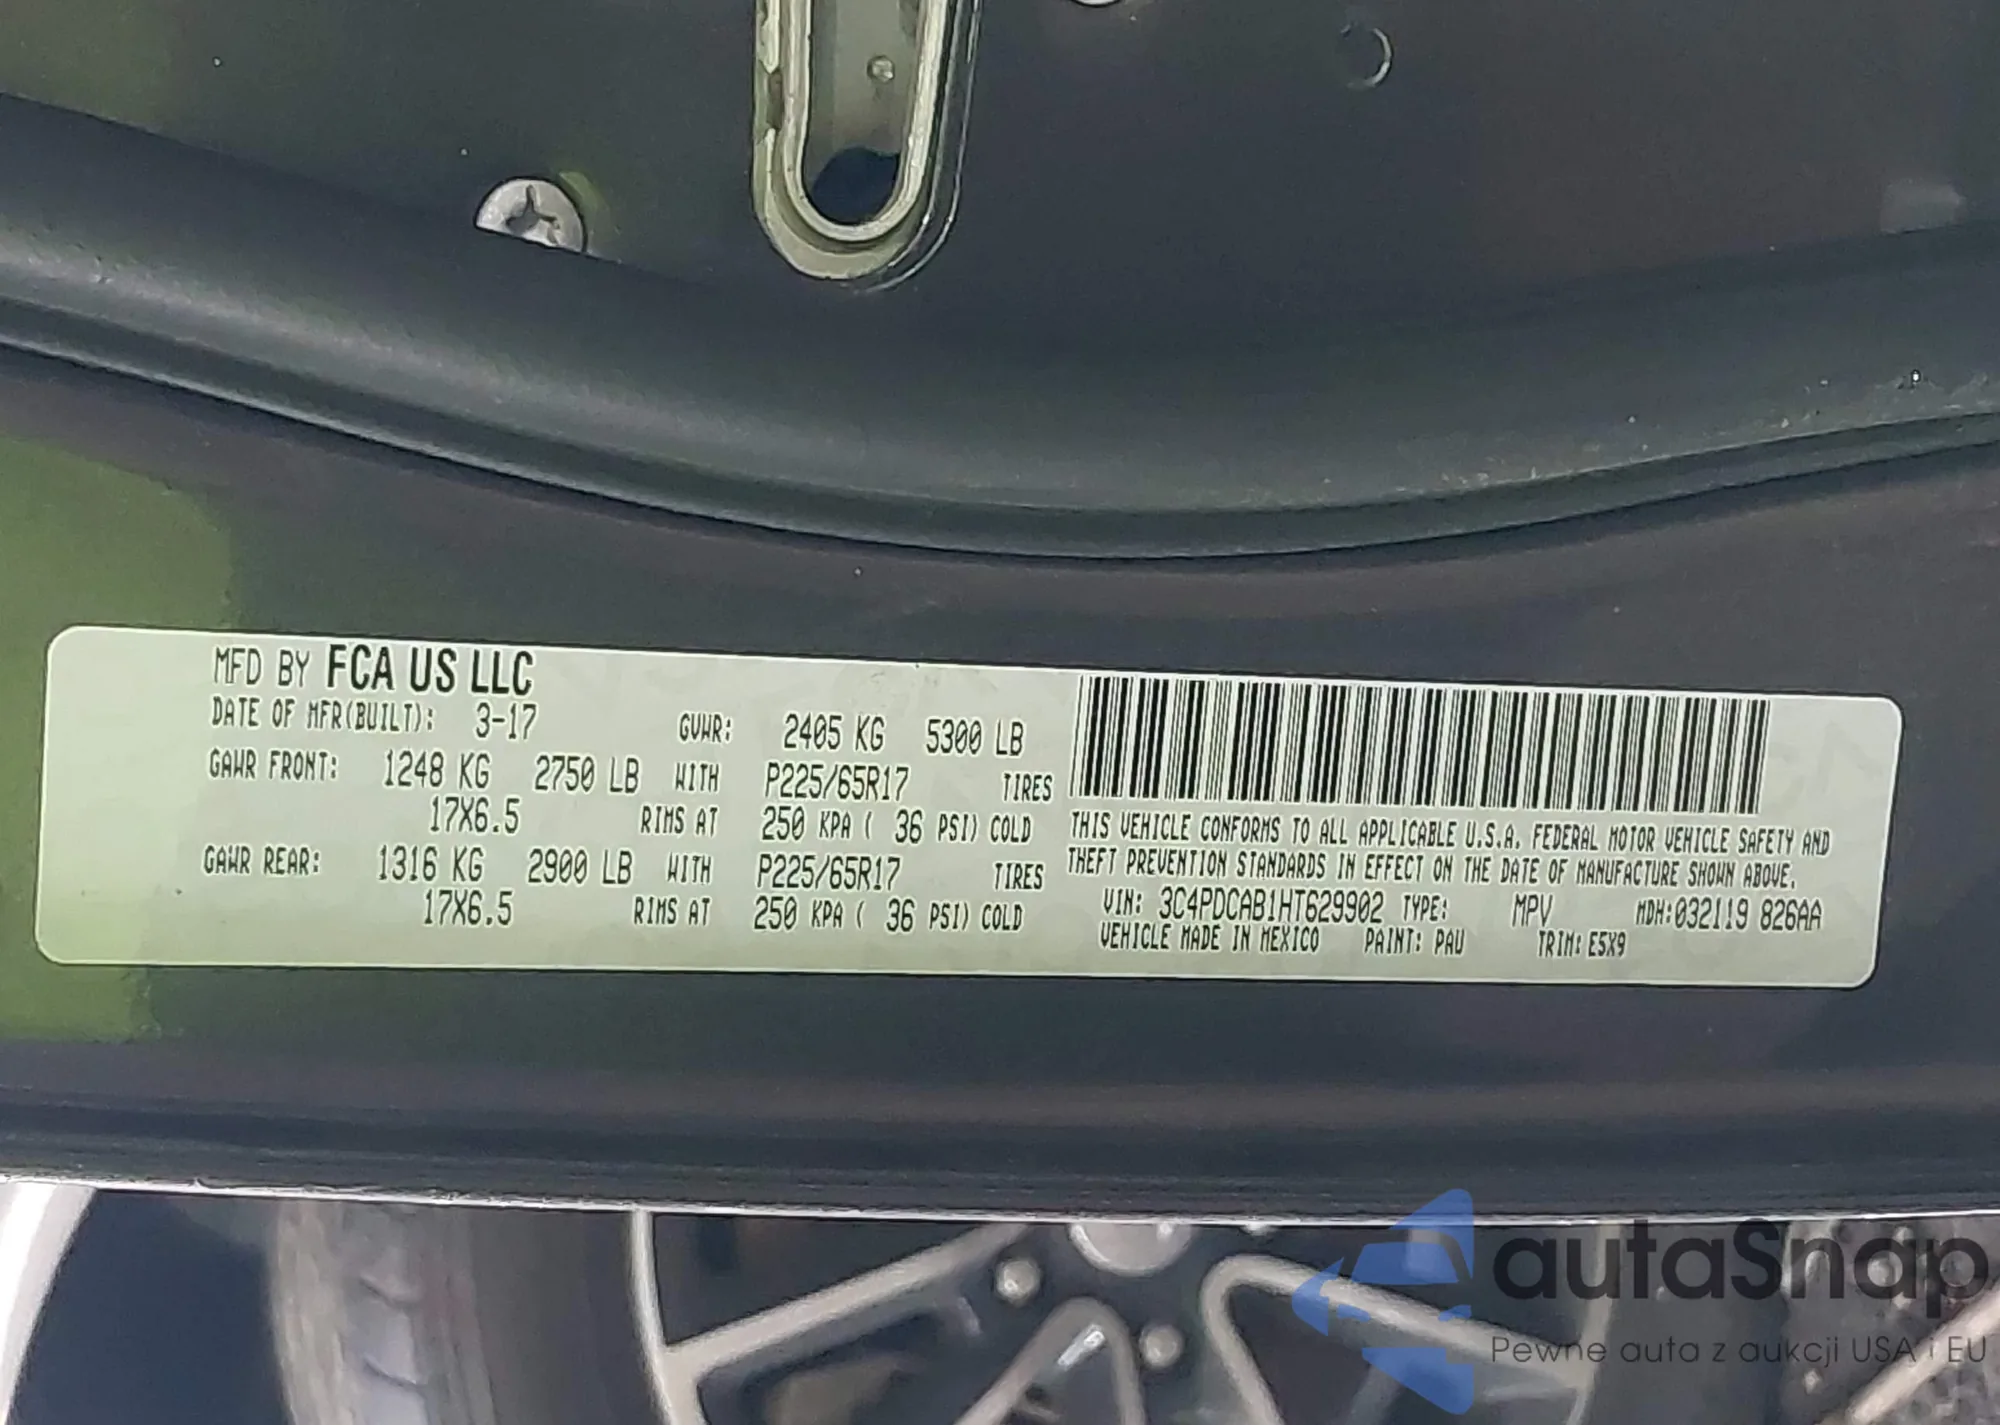 MFD BY FCA US LLC
DATE OF MFR(BUILT): 3-17 GVWR: 2405 KG 5300 LB
GAWR FRONT: 1248 KG 2750 LB WITH P225/65R17 TIRES
17X6.5 RIMS AT 250 KPA ( 36 PSI) COLD
GAWR REAR: 1316 KG 2900 LB WITH P225/65R17 TIRES
17X6.5 RIMS AT 250 KPA ( 36 PSI) COLD
THIS VEHICLE CONFORMS TO ALL APPLICABLE U.S.A. FEDERAL MOTOR VEHICLE SAFETY AND
THEFT PREVENTION STANDARDS IN EFFECT ON THE DATE OF MANUFACTURE SHOWN ABOVE.
VIN: 3C4PDCAB1HT629902 TYPE: MPV MDH:032119 826AA
VEHICLE MADE IN MEXICO PAINT: PAU TRIM: E5X9
autaSnap
Pewne auta z aukcji USA i EU